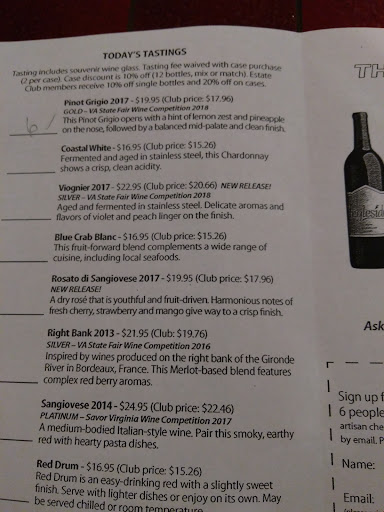 TODAY'S TASTINGS
Tasting includes souvenir wine glass. Tasting fee waived with case purchase
(2 per case). Case discount is 10% off (12 bottles, mix or match). Estate
Club members receive 10% off single bottles and 20% off on cases.
Pinot Grigio 2017 - $19.95 (Club price: $17.96)
GOLD – VA State Fair Wine Competition 2018
This Pinot Grigio opens with a hint of lemon zest and pineapple
on the nose, followed by a balanced mid-palate and clean finish.
6
Coastal White - $16.95 (Club price: $15.26)
Fermented and aged in stainless steel, this Chardonnay
shows a crisp, clean acidity.
Viognier 2017 - $22.95 (Club price: $20.66) NEW RELEASE!
SILVER – VA State Fair Wine Competition 2018
Aged and fermented in stainless steel. Delicate aromas and
flavors of violet and peach linger on the finish.
Blue Crab Blanc - $16.95 (Club price: $15.26)
This fruit-forward blend complements a wide range of
cuisine, including local seafoods.
Rosato di Sangiovese 2017 - $19.95 (Club price: $17.96)
NEW RELEASE!
A dry rosé that is youthful and fruit-driven. Harmonious notes of
fresh cherry, strawberry and mango give way to a crisp finish.
Right Bank 2013 - $21.95 (Club: $19.76)
SILVER – VA State Fair Wine Competition 2016
Inspired by wines produced on the right bank of the Gironde
River in Bordeaux, France. This Merlot-based blend features
complex red berry aromas.
Sangiovese 2014 - $24.95 (Club price: $22.46)
PLATINUM – Savor Virginia Wine Competition 2017
A medium-bodied Italian-style wine. Pair this smoky, earthy
red with hearty pasta dishes.
Red Drum - $16.95 (Club price: $15.26)
Red Drum is an easy-drinking red with a slightly sweet
finish. Serve with lighter dishes or enjoy on its own. May
be served chilled or room temperature.
TH
Ask
Sign up f
6 people
artisan che
by email. P
Name:
Email: